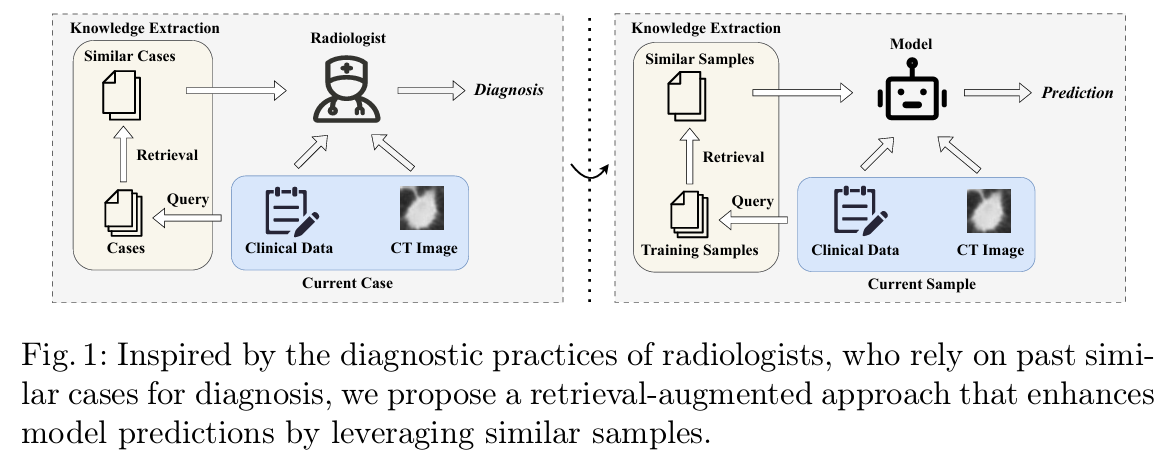 Knowledge Extraction
Similar Cases
Radiologist
Diagnosis
Retrieval
Query
Cases
Clinical Data
CT Image
Current Case
Knowledge Extraction
Similar Samples
Model
Prediction
Retrieval
Query
Training Samples
Clinical Data
CT Image
Current Sample
Fig. 1: Inspired by the diagnostic practices of radiologists, who rely on past simi-
lar cases for diagnosis, we propose a retrieval-augmented approach that enhances
model predictions by leveraging similar samples.